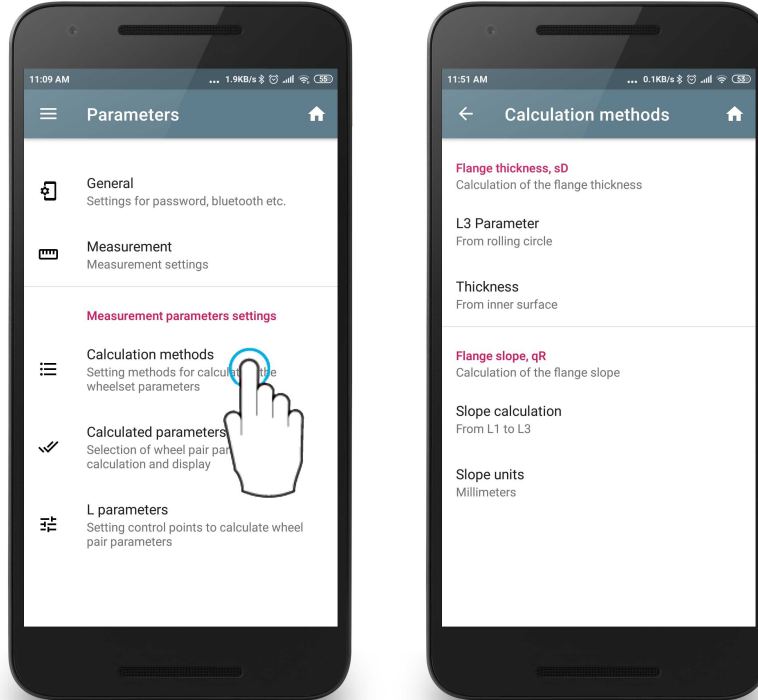 11:09 AM
... 1.9KB/s 55
Parameters
General
Settings for password, bluetooth etc.
Measurement
Measurement settings
Measurement parameters settings
Calculation methods
Setting methods for the
wheelset parameters
Calculated parameters
Selection of wheel pair
calculation and display
L parameters
Setting control points to calculate wheel
pair parameters
11:51 AM
... 0.1KB/s 53
Calculation methods
Flange thickness, sD
Calculation of the flange thickness
L3 Parameter
From rolling circle
Thickness
From inner surface
Flange slope, qR
Calculation of the flange slope
Slope calculation
From L1 to L3
Slope units
Millimeters